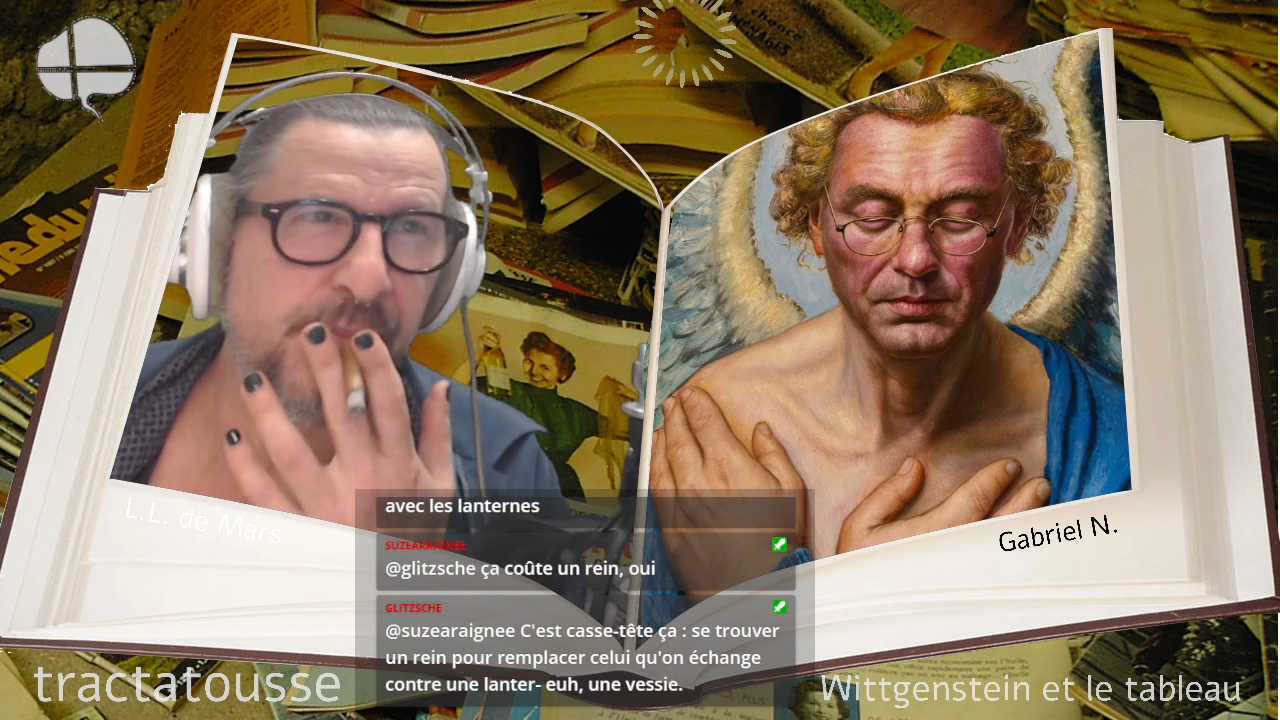 L.L. de Mars
avec les lanternes
SUZEARAIGNEE
@glitzsche ça coûte un rein, oui
GLITZSCHE
@suzearaignee C'est casse-tête ça : se trouver
un rein pour remplacer celui qu'on échange
contre une lanter- euh, une vessie.
Gabriel N.
tractatousse
Wittgenstein et le tableau